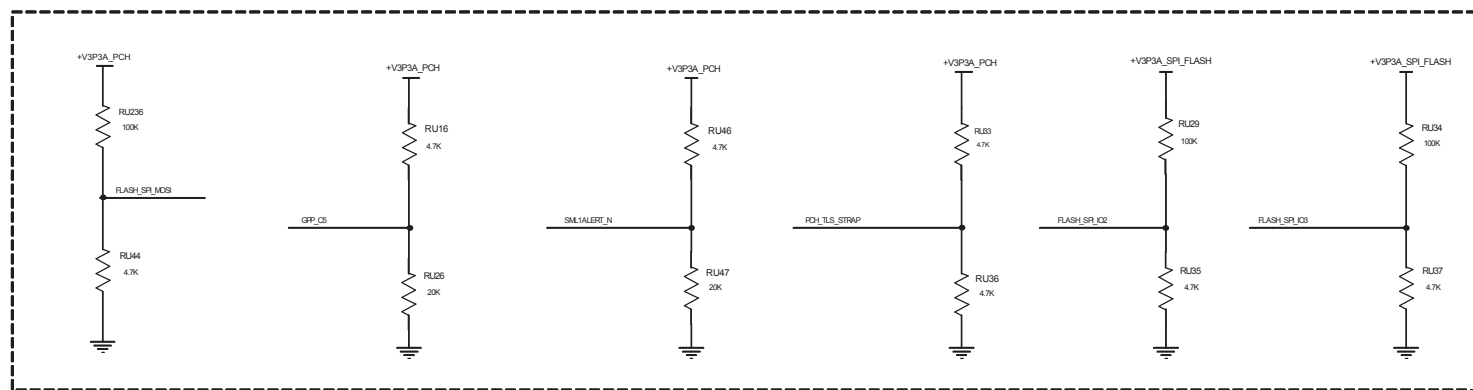 +V3P3A_PCH
RU236
100K
FLASH_SPI_MOSI
RU44
4.7K
+V3P3A_PCH
RU16
4.7K
GPP_C5
RU26
20K
+V3P3A_PCH
RU46
4.7K
SML1ALERT_N
RU47
20K
+V3P3A_PCH
RU33
4.7K
PCH_TLS_STRAP
RU36
4.7K
+V3P3A_SPI_FLASH
RU29
100K
FLASH_SPI_IO2
RU35
4.7K
+V3P3A_SPI_FLASH
RU34
100K
FLASH_SPI_IO3
RU37
4.7K